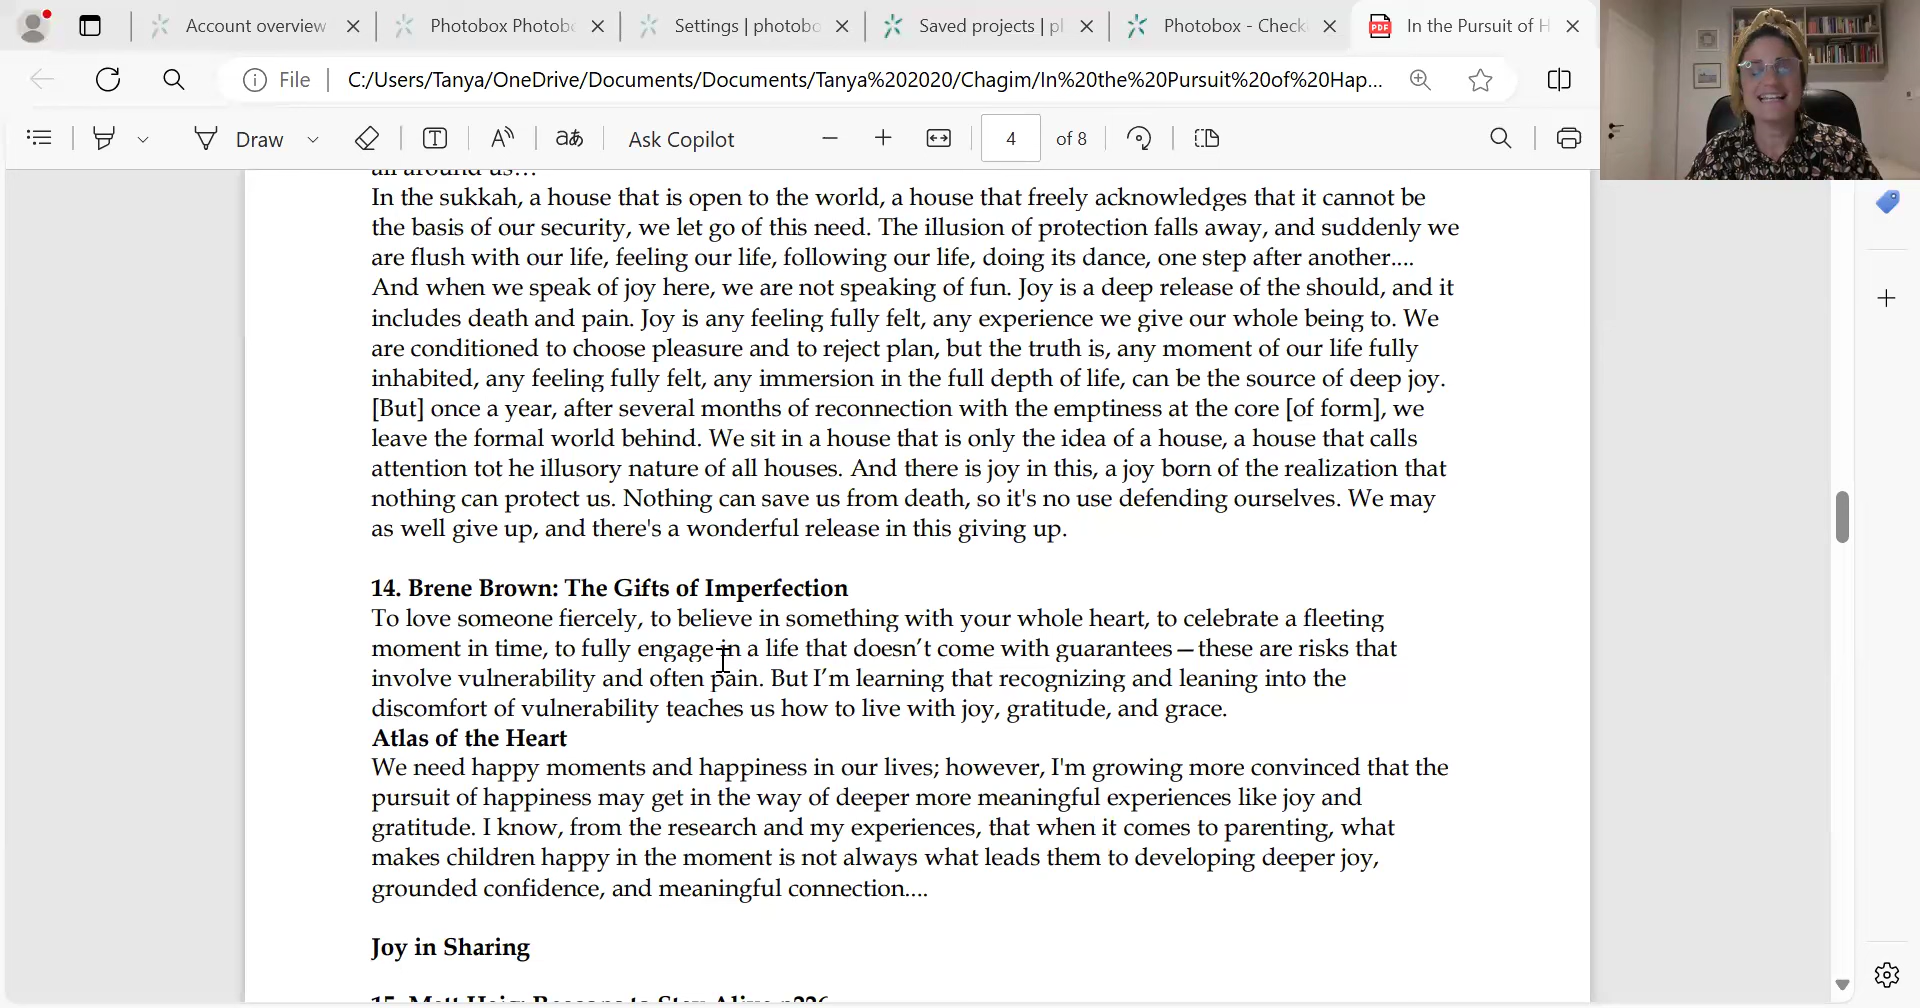 Account overview
Photobox Photobo
Settings | photobo
Saved projects | pl
Photobox - Checki
PDF
In the Pursuit of H
File
C:/Users/Tanya/OneDrive/Documents/Documents/Tanya%202020/Chagim/In%20the%20Pursuit%20of%20Hap...
Draw
T
A
aあ
Ask Copilot
4
of 8
all around us…
In the sukkah, a house that is open to the world, a house that freely acknowledges that it cannot be
the basis of our security, we let go of this need. The illusion of protection falls away, and suddenly we
are flush with our life, feeling our life, following our life, doing its dance, one step after another....
And when we speak of joy here, we are not speaking of fun. Joy is a deep release of the should, and it
includes death and pain. Joy is any feeling fully felt, any experience we give our whole being to. We
are conditioned to choose pleasure and to reject plan, but the truth is, any moment of our life fully
inhabited, any feeling fully felt, any immersion in the full depth of life, can be the source of deep joy.
[But] once a year, after several months of reconnection with the emptiness at the core [of form], we
leave the formal world behind. We sit in a house that is only the idea of a house, a house that calls
attention tot he illusory nature of all houses. And there is joy in this, a joy born of the realization that
nothing can protect us. Nothing can save us from death, so it's no use defending ourselves. We may
as well give up, and there's a wonderful release in this giving up.
14. Brene Brown: The Gifts of Imperfection
To love someone fiercely, to believe in something with your whole heart, to celebrate a fleeting
moment in time, to fully engage in a life that doesn’t come with guarantees—these are risks that
involve vulnerability and often pain. But I’m learning that recognizing and leaning into the
discomfort of vulnerability teaches us how to live with joy, gratitude, and grace.
Atlas of the Heart
We need happy moments and happiness in our lives; however, I'm growing more convinced that the
pursuit of happiness may get in the way of deeper more meaningful experiences like joy and
gratitude. I know, from the research and my experiences, that when it comes to parenting, what
makes children happy in the moment is not always what leads them to developing deeper joy,
grounded confidence, and meaningful connection....
Joy in Sharing
15. Matt Haig: Reasons to Stay Alive p226